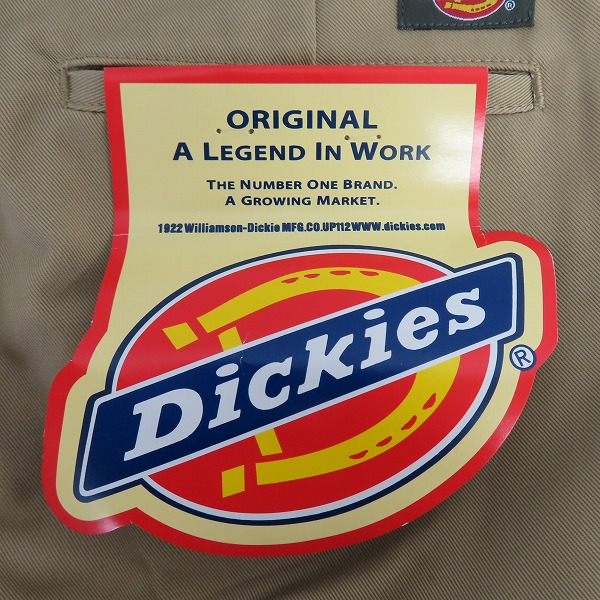 ®
ORIGINAL
A LEGEND IN WORK
THE NUMBER ONE BRAND.
A GROWING MARKET.
1922 Williamson-Dickie MFG.CO.UP112WWW.dickies.com
Dickies
®